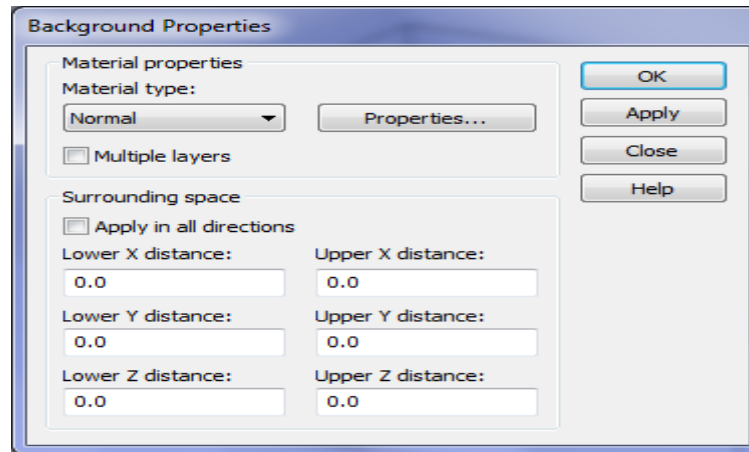 Background Properties
Material properties
Material type:
Normal Properties...
Multiple layers
Surrounding space
Apply in all directions
Lower X distance: Upper X distance:
0.0 0.0
Lower Y distance: Upper Y distance:
0.0 0.0
Lower Z distance: Upper Z distance:
0.0 0.0
OK
Apply
Close
Help